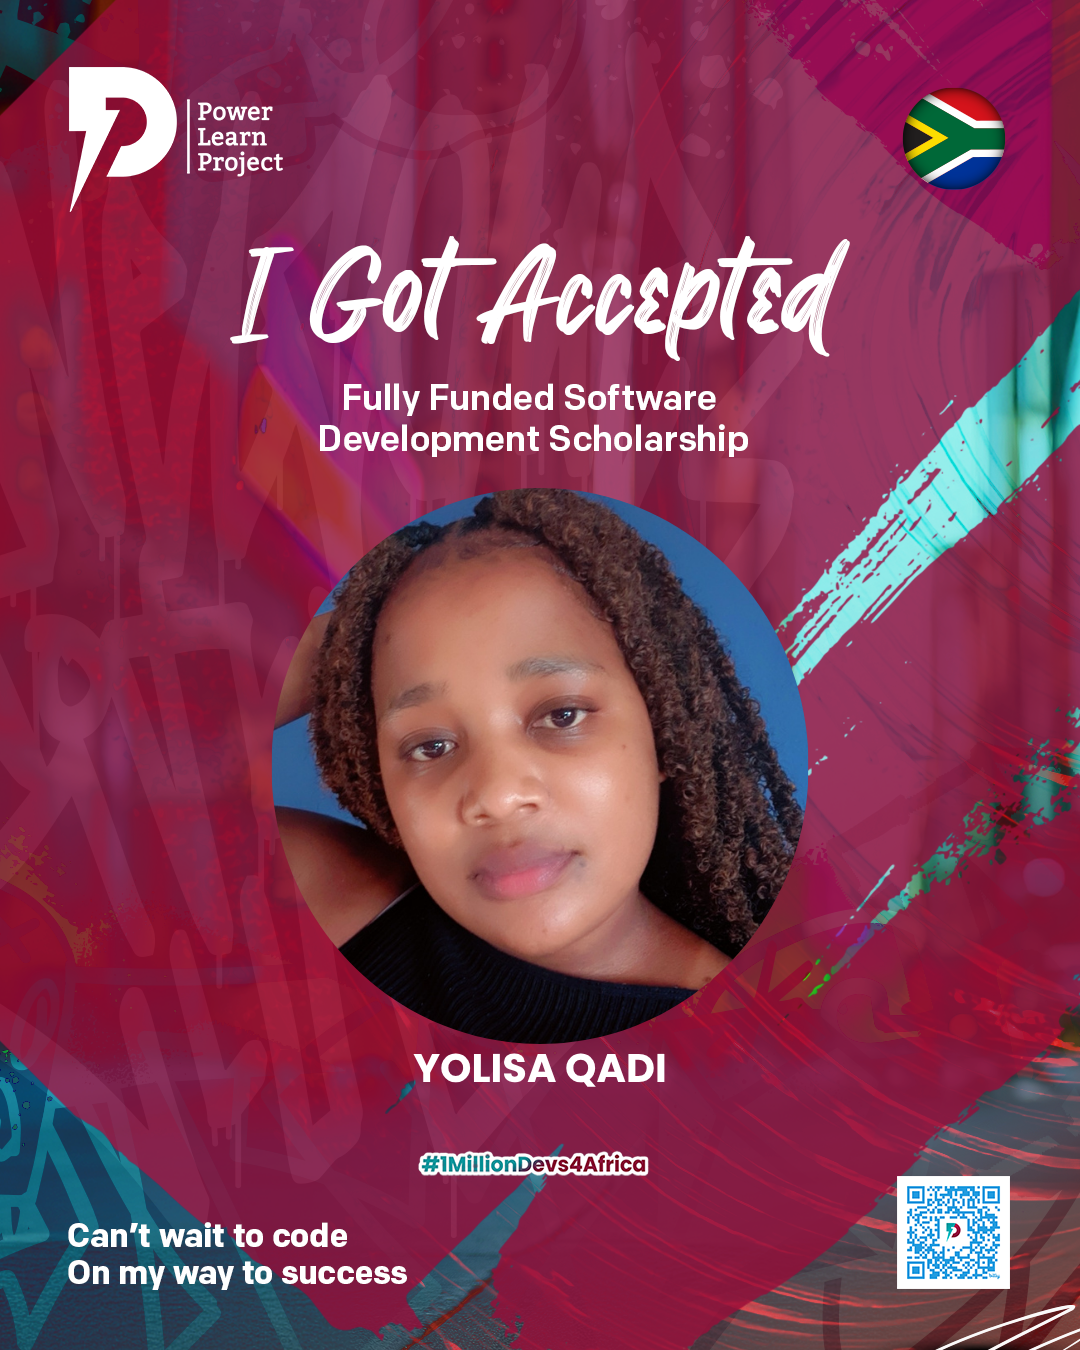 Power
Learn
Project
I Got Accepted
Fully Funded Software
Development Scholarship
YOLISA QADI
#1MillionDevs4Africa
Can't wait to code
On my way to success